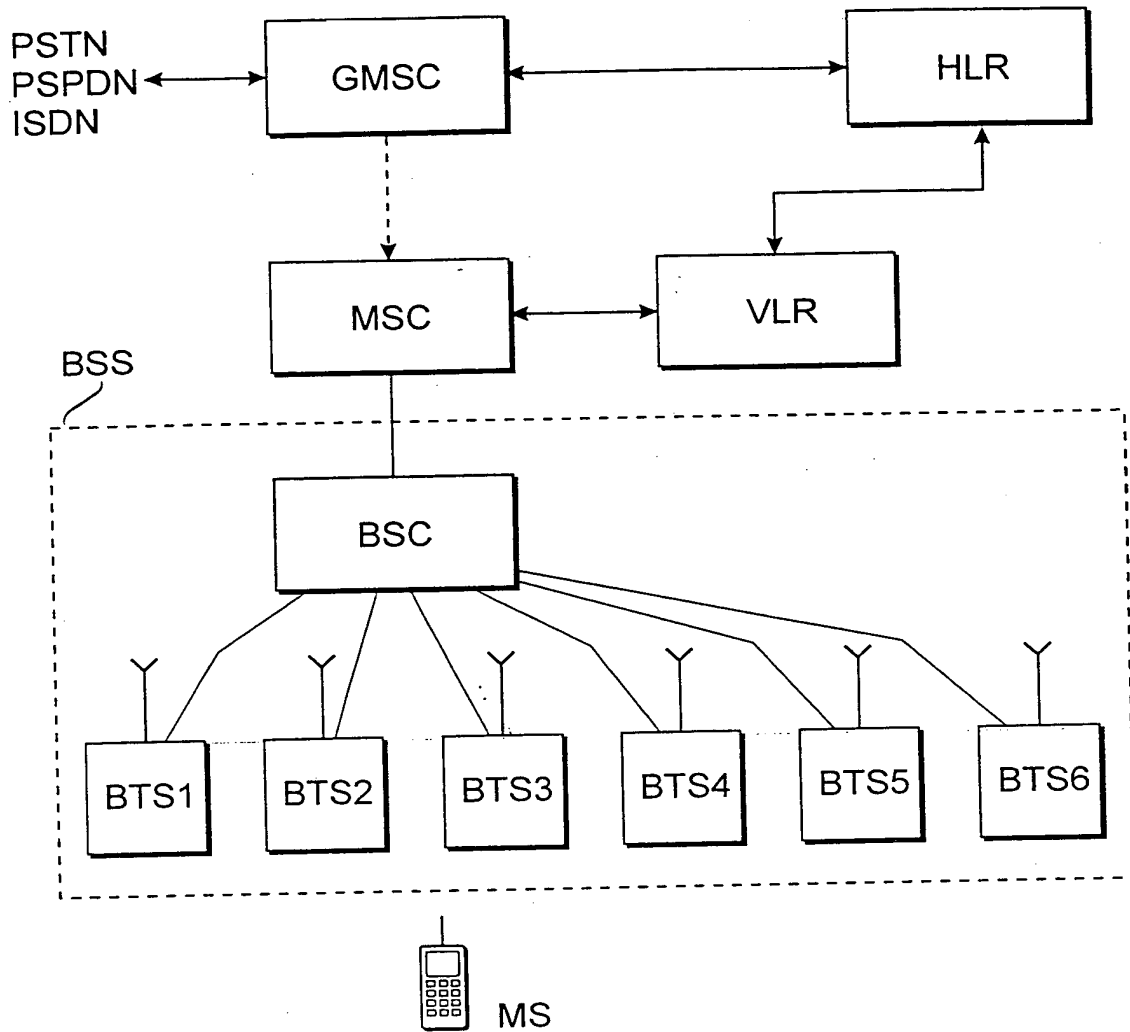 PSTN
PSPDN
ISDN
GMSC
HLR
MSC
VLR
BSS
BSC
BTS1
BTS2
BTS3
BTS4
BTS5
BTS6
MS